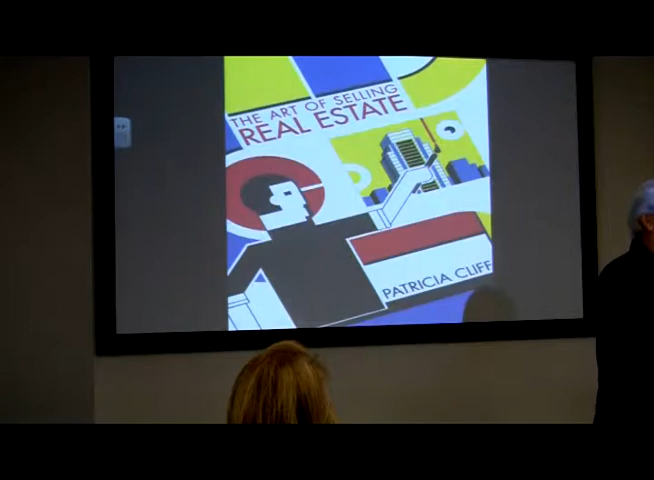 THE ART OF SELLING
REAL ESTATE
PATRICIA CLIFF